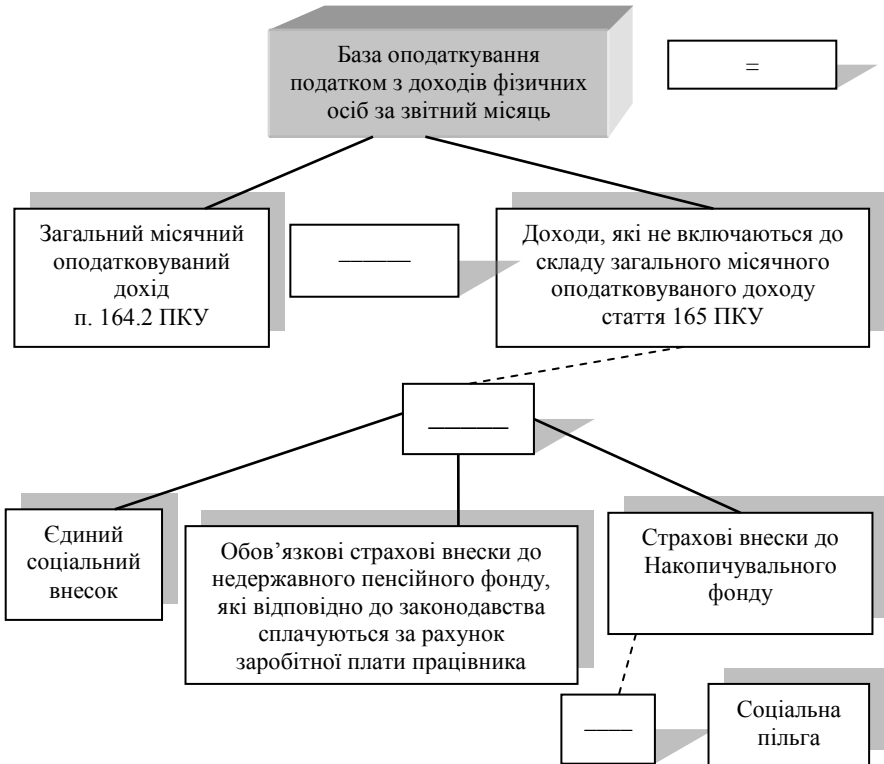 База оподаткування
податком з доходів фізичних
осіб за звітний місяць
=
Загальний місячний
оподатковуваний
дохід
п. 164.2 ПКУ
—
Доходи, які не включаються до
складу загального місячного
оподатковуваного доходу
стаття 165 ПКУ
—
Єдиний
соціальний
внесок
Обов’язкові страхові внески до
недержавного пенсійного фонду,
які відповідно до законодавства
сплачуються за рахунок
заробітної плати працівника
Страхові внески до
Накопичувального
фонду
—
Соціальна
пільга